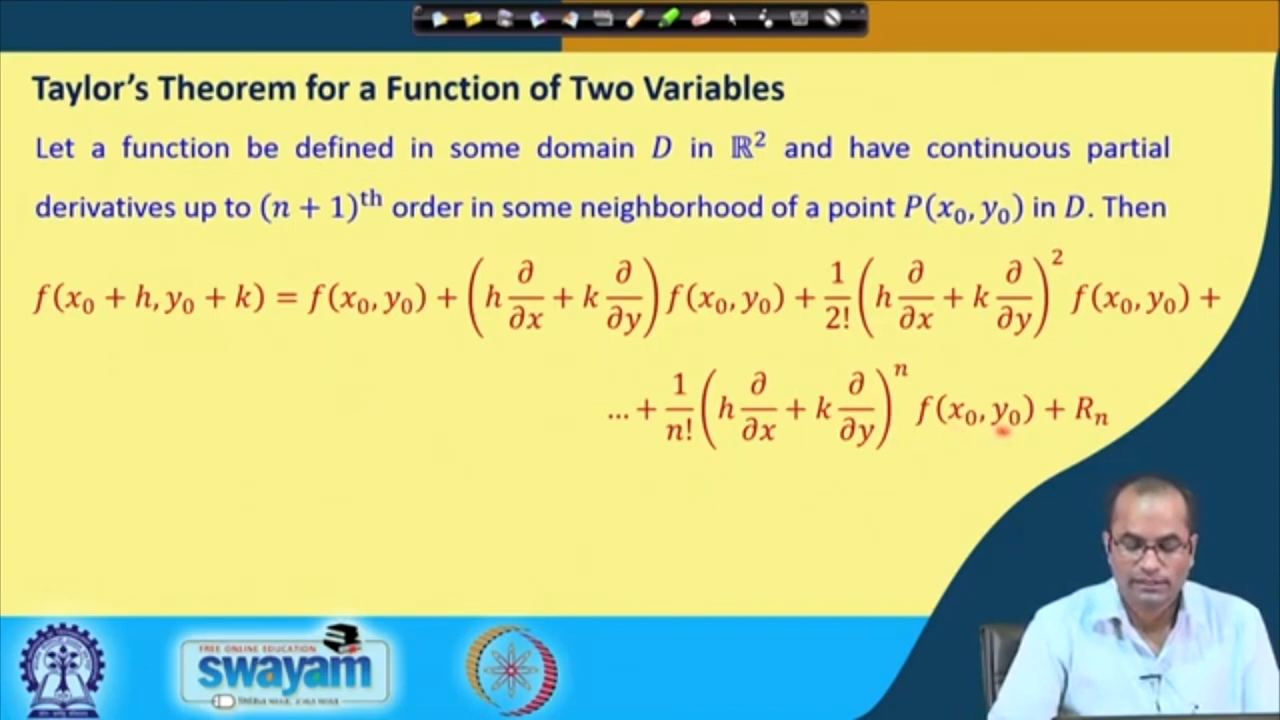 Taylor's Theorem for a Function of Two Variables
Let a function be defined in some domain D in ℝ² and have continuous partial
derivatives up to (n + 1)ᵗʰ order in some neighborhood of a point P(x₀, y₀) in D. Then
f(x₀ + h, y₀ + k) = f(x₀, y₀) + (h ∂/∂x + k ∂/∂y) f(x₀, y₀) + 1/2! (h ∂/∂x + k ∂/∂y)² f(x₀, y₀) +
... + 1/n! (h ∂/∂x + k ∂/∂y)ⁿ f(x₀, y₀) + Rₙ
FREE ONLINE EDUCATION
swayam